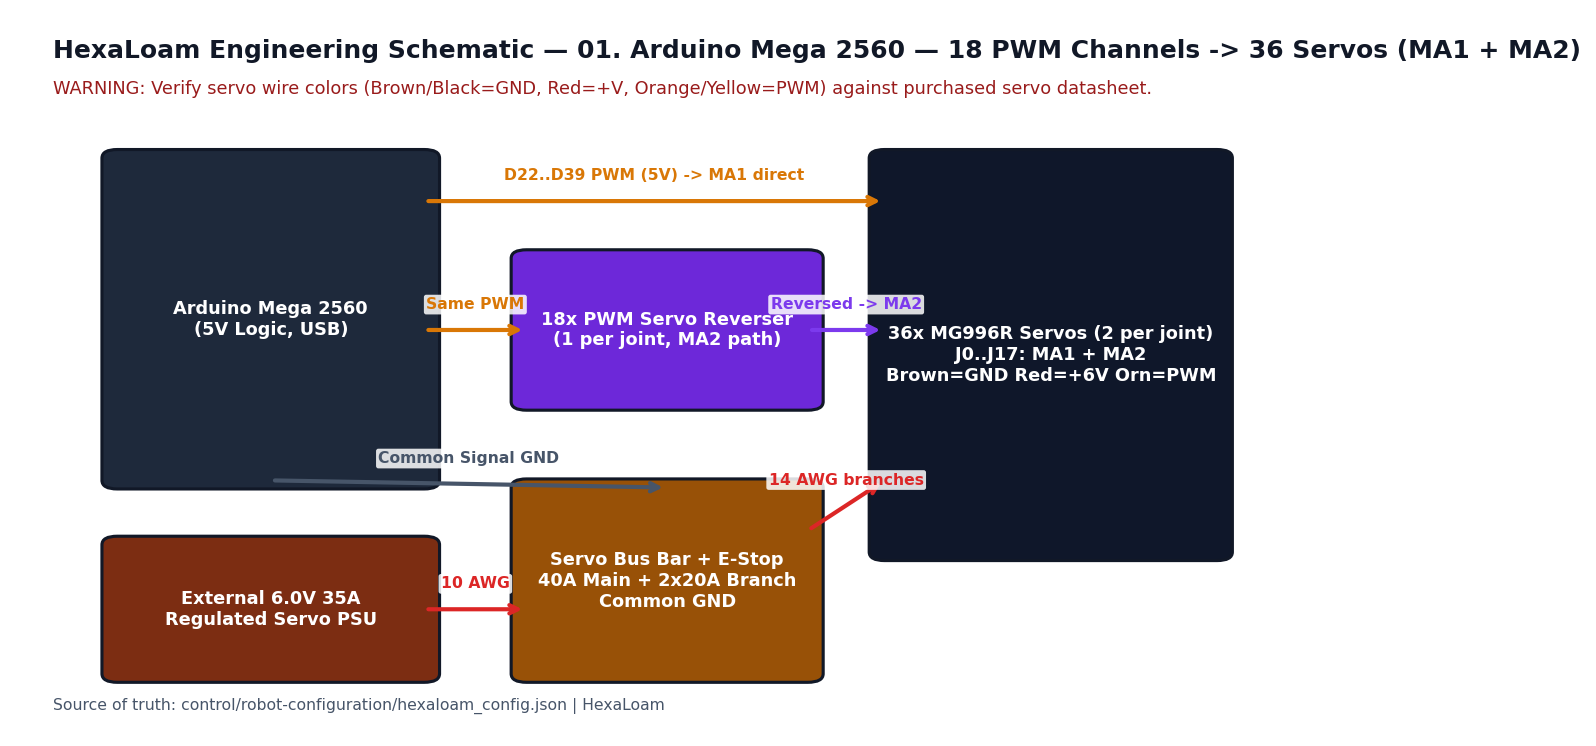 HexaLoam Engineering Schematic — 01. Arduino Mega 2560 — 18 PWM Channels -> 36 Servos (MA1 + MA2)
WARNING: Verify servo wire colors (Brown/Black=GND, Red=+V, Orange/Yellow=PWM) against purchased servo datasheet.
D22..D39 PWM (5V) -> MA1 direct
Arduino Mega 2560
(5V Logic, USB)
Same PWM
18x PWM Servo Reverser
(1 per joint, MA2 path)
Reversed -> MA2
36x MG996R Servos (2 per joint)
J0..J17: MA1 + MA2
Brown=GND Red=+6V Orn=PWM
Common Signal GND
14 AWG branches
External 6.0V 35A
Regulated Servo PSU
10 AWG
Servo Bus Bar + E-Stop
40A Main + 2x20A Branch
Common GND
Source of truth: control/robot-configuration/hexaloam_config.json | HexaLoam